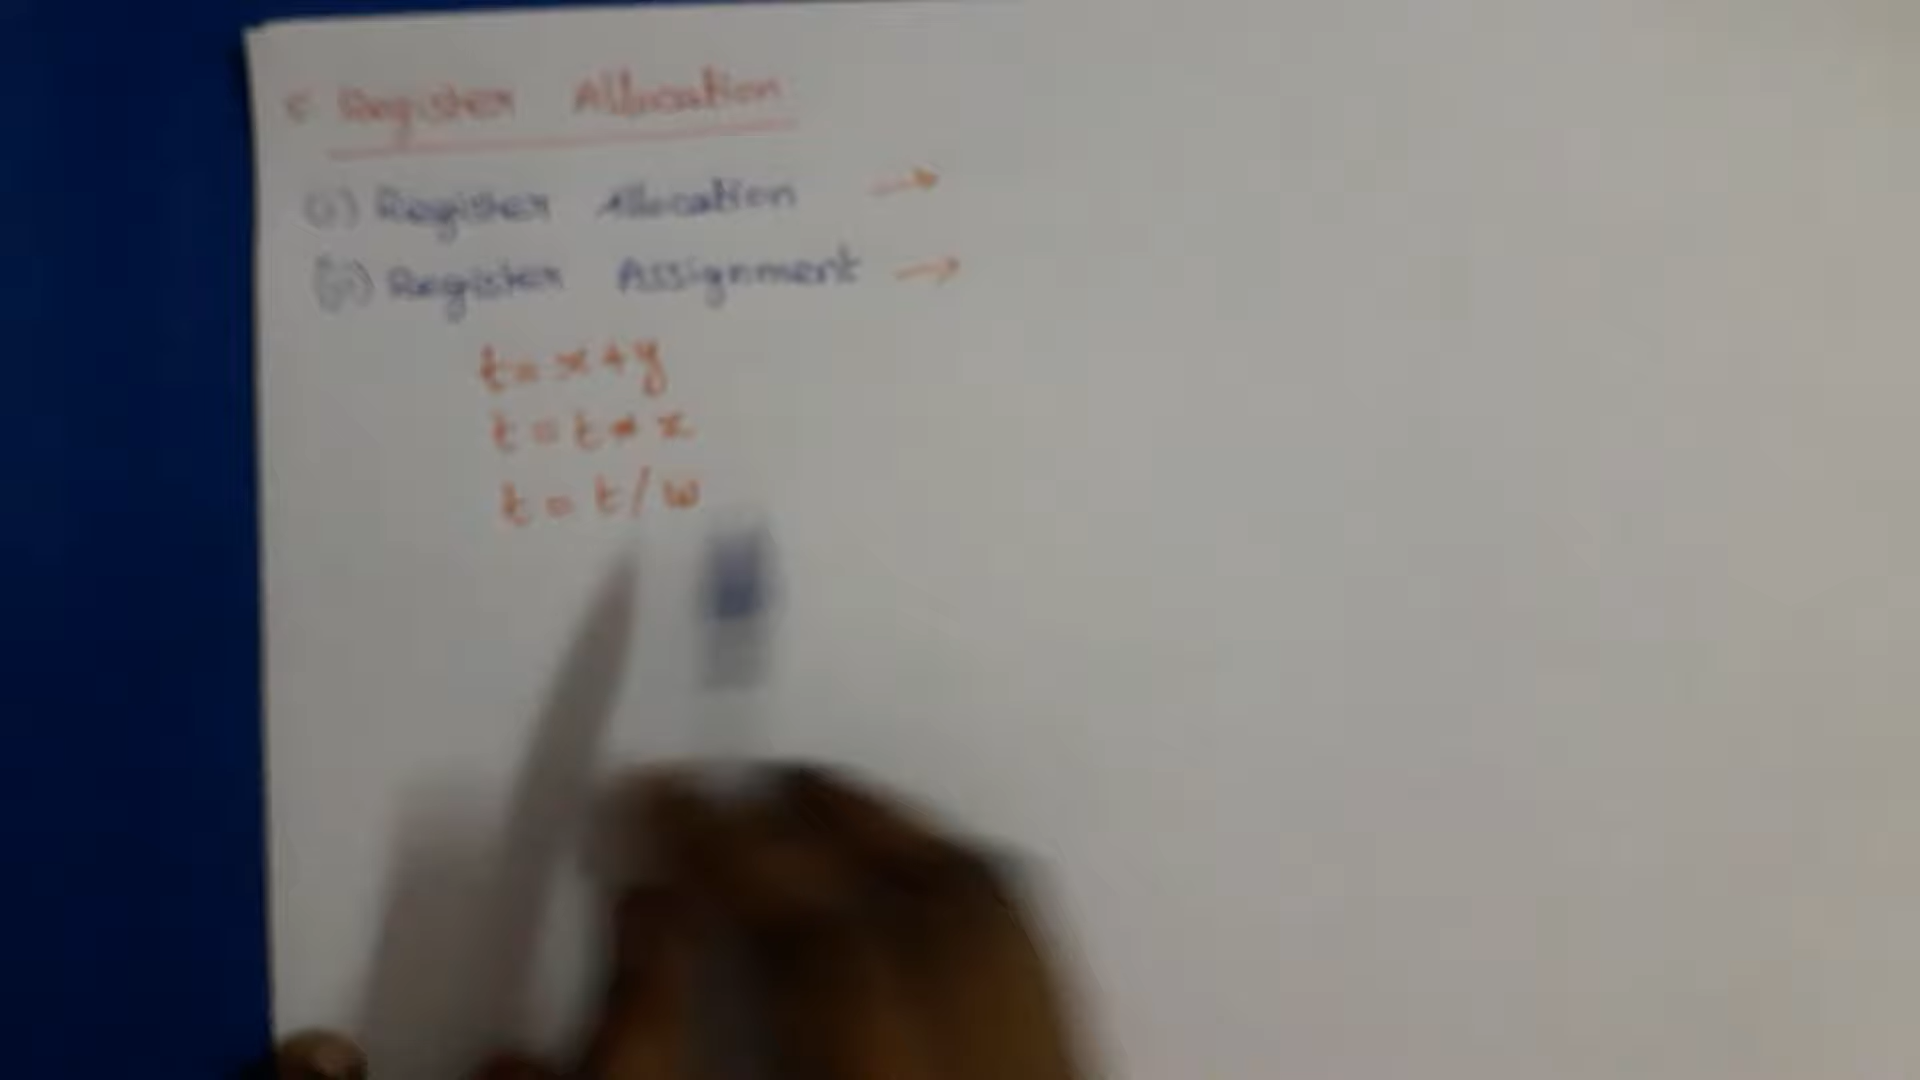 Register Allocation
(i) Register Allocation →
(ii) Register Assignment →
t = x + y
t = t * x
t = t / w